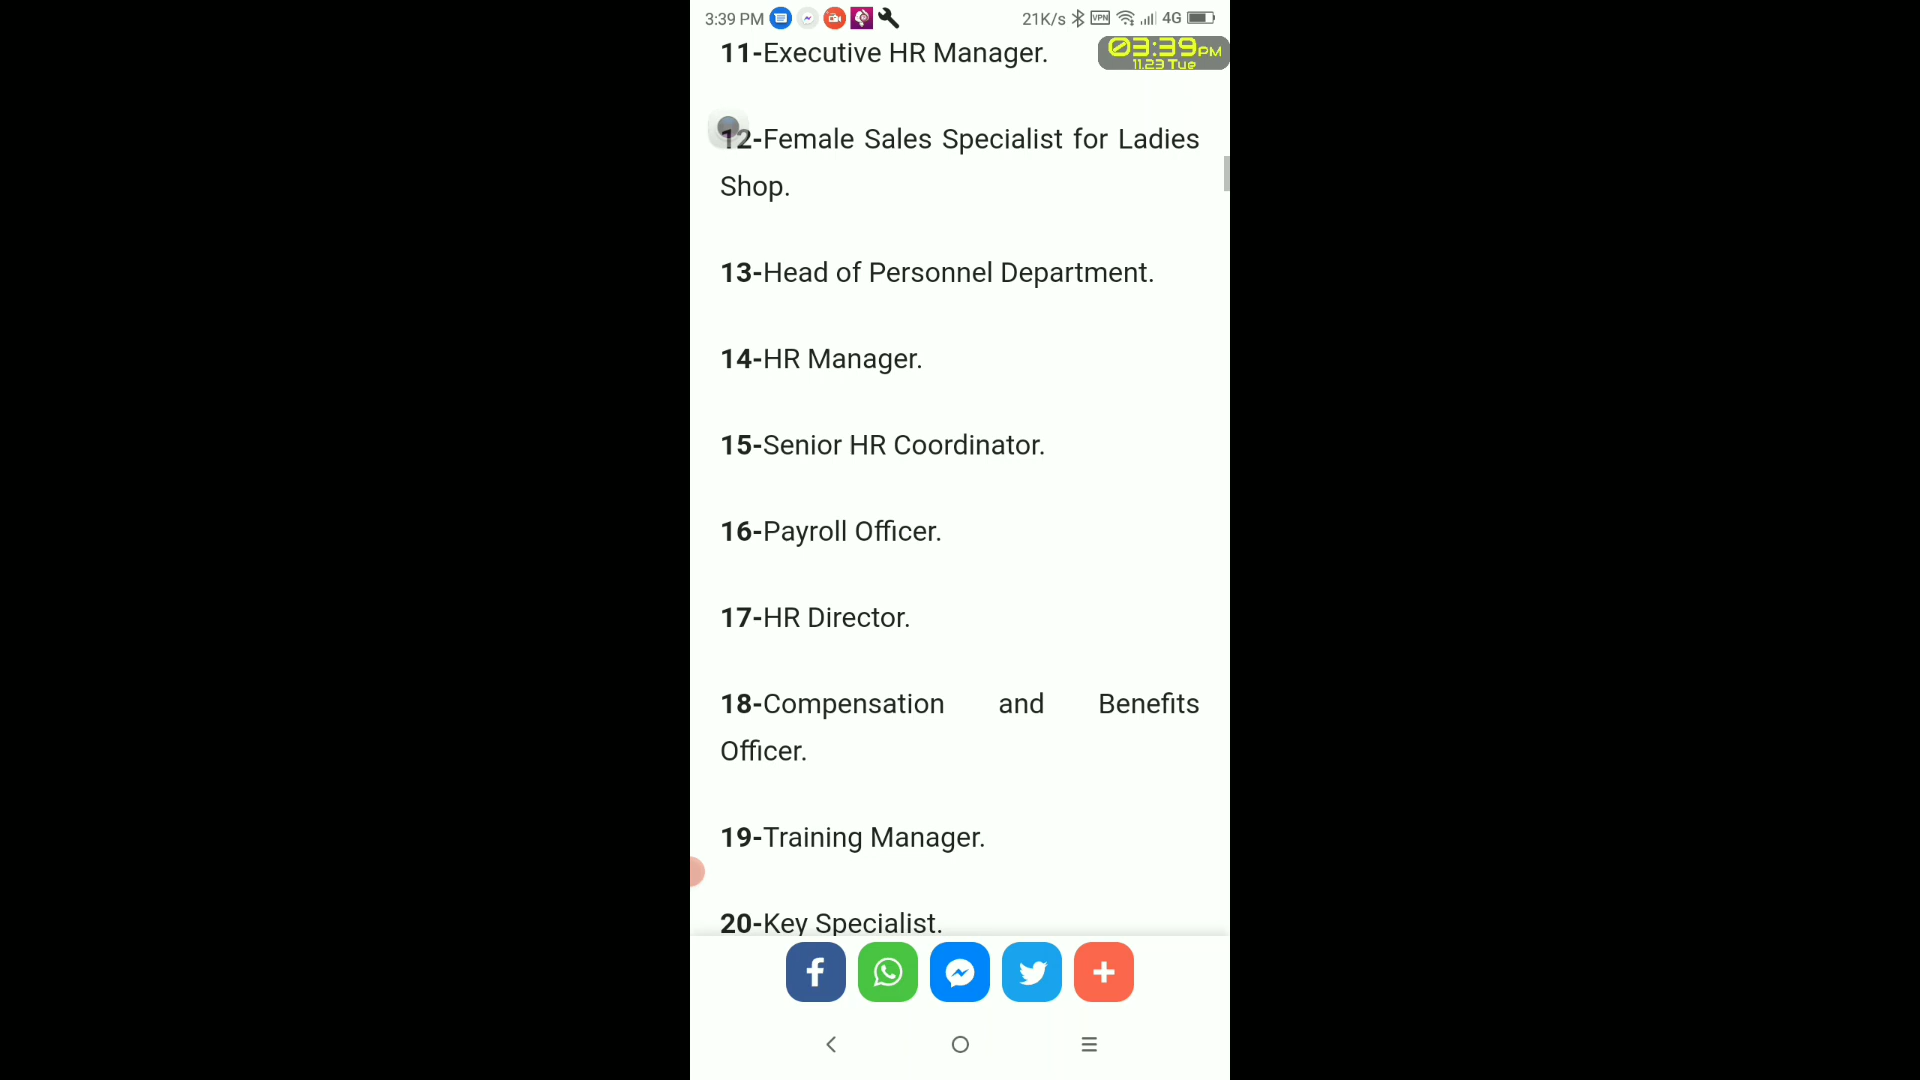 3:39 PM
21K/s VPN 4G
11-Executive HR Manager.
03:39PM
11.23 Tue
12-Female Sales Specialist for Ladies
Shop.
13-Head of Personnel Department.
14-HR Manager.
15-Senior HR Coordinator.
16-Payroll Officer.
17-HR Director.
18-Compensation and Benefits
Officer.
19-Training Manager.
20-Key Specialist.